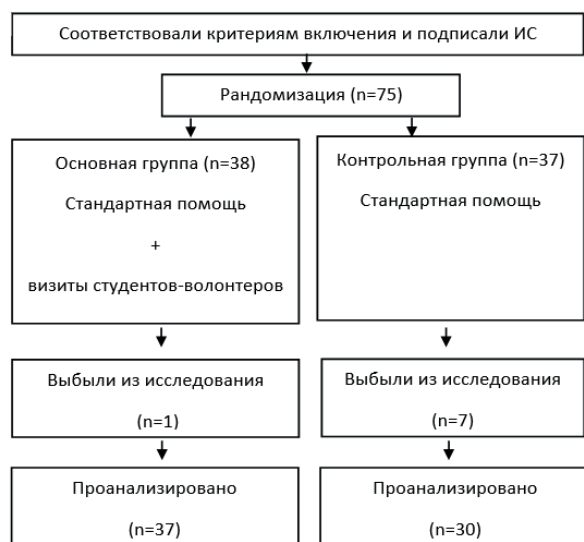 Соответствовали критериям включения и подписали ИС
Рандомизация (n=75)
Основная группа (n=38)
Стандартная помощь
+
визиты студентов-волонтеров
Контрольная группа (n=37)
Стандартная помощь
Выбыли из исследования
(n=1)
Выбыли из исследования
(n=7)
Проанализировано
(n=37)
Проанализировано
(n=30)